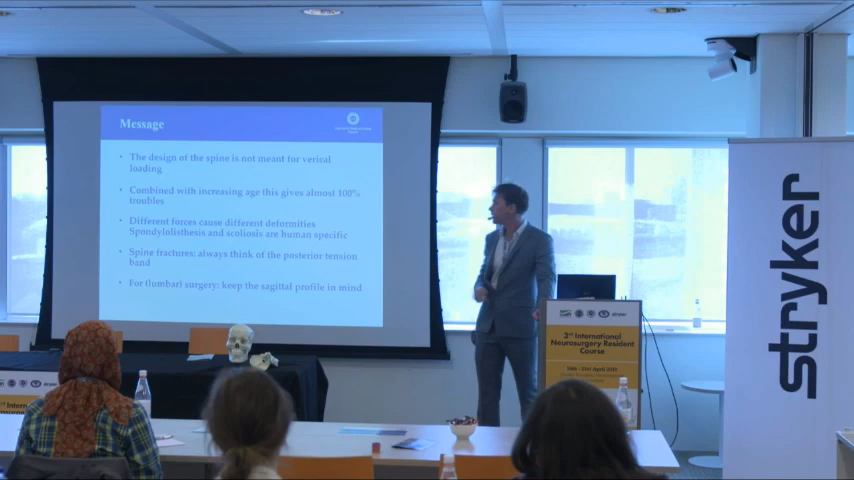 Message
• The design of the spine is not meant for verical
loading
• Combined with increasing age this gives almost 100%
troubles
• Different forces cause different deformities
Spondylolisthesis and scoliosis are human specific
• Spine fractures: always think of the posterior tension
band
• For (lumbar) surgery: keep the sagittal profile in mind
stryker
3rd International
Neurosurgery Resident
Course
stryker